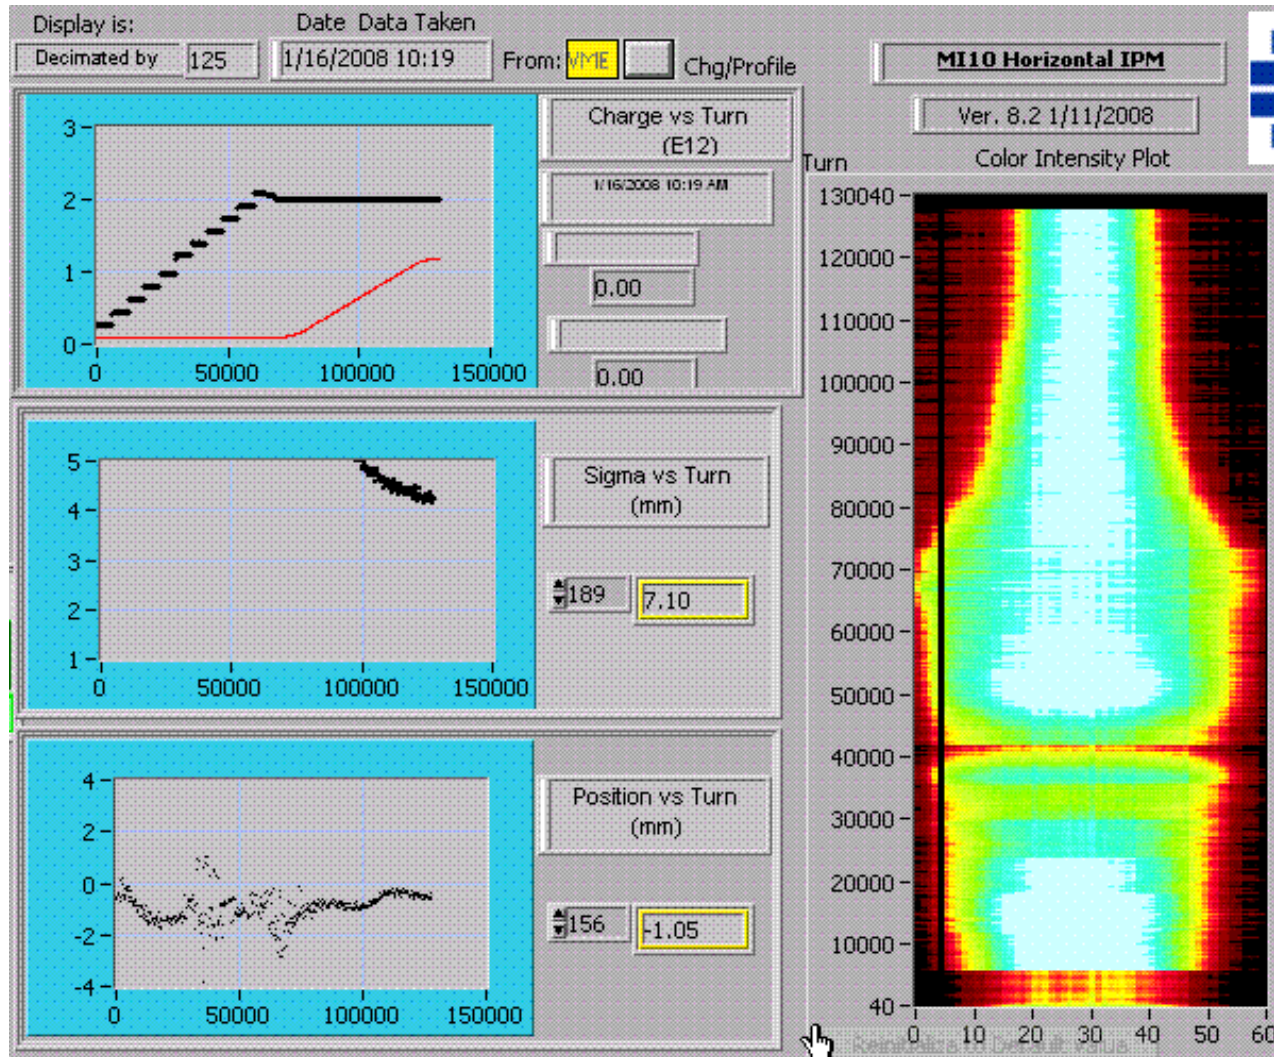 Display is:
Date Data Taken
Decimated by
125
1/16/2008 10:19
From:
VME
Chg/Profile
MI10 Horizontal IPM
Ver. 8.2 1/11/2008
Charge vs Turn
(E12)
1/16/2008 10:19 AM
0.00
0.00
3
2
1
0
0 50000 100000 150000
Sigma vs Turn
(mm)
189
7.10
5
4
3
2
1
0 50000 100000 150000
Position vs Turn
(mm)
156
-1.05
4
2
0
-2
-4
0 50000 100000 150000
Turn
Color Intensity Plot
130040
120000
110000
100000
90000
80000
70000
60000
50000
40000
30000
20000
10000
40
0 10 20 30 40 50 60
Reinitialize to Default Value